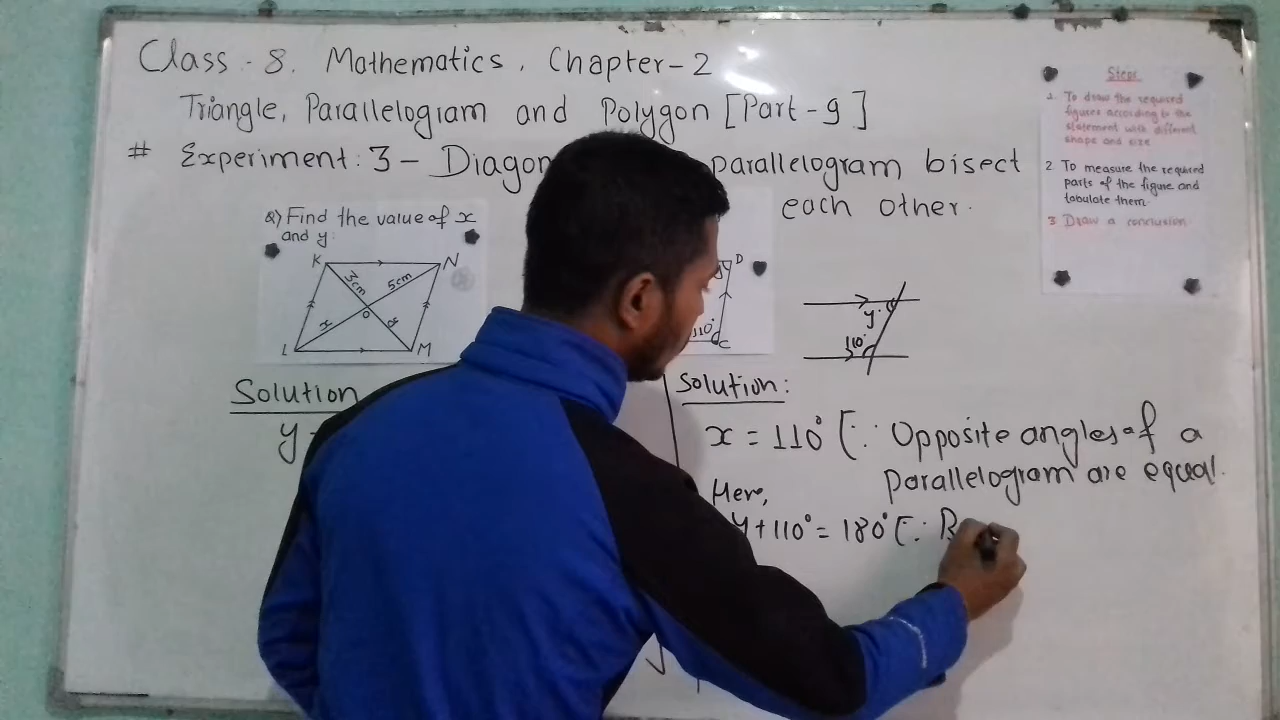 Class - 8. Mathematics. Chapter-2
Triangle, Parallelogram and Polygon [Part-9]
# Experiment: 3 - Diagon parallelogram bisect
each other.
Q) Find the value of x
and y.
K N
3cm 5cm
x O y
L M
D
y
110°
C
y
110°
Steps
1. To draw the required
figures according to the
statement with different
shape and size
2. To measure the required
parts of the figure and
tabulate them.
3 Draw a conclusion
Solution
y
Solution:
x = 110° [∵ Opposite angles of a
parallelogram are equal.
Here,
y + 110° = 180° [∵